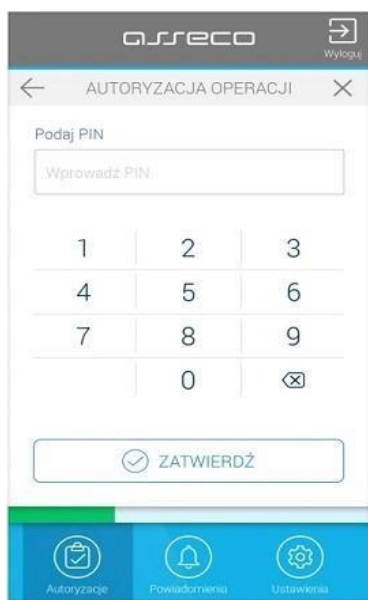 asseco
Wyloguj
AUTORYZACJA OPERACJI
Podaj PIN
Wprowadź PIN
1 2 3
4 5 6
7 8 9
0
ZATWIERDŹ
Autoryzacje Powiadomienia Ustawienia